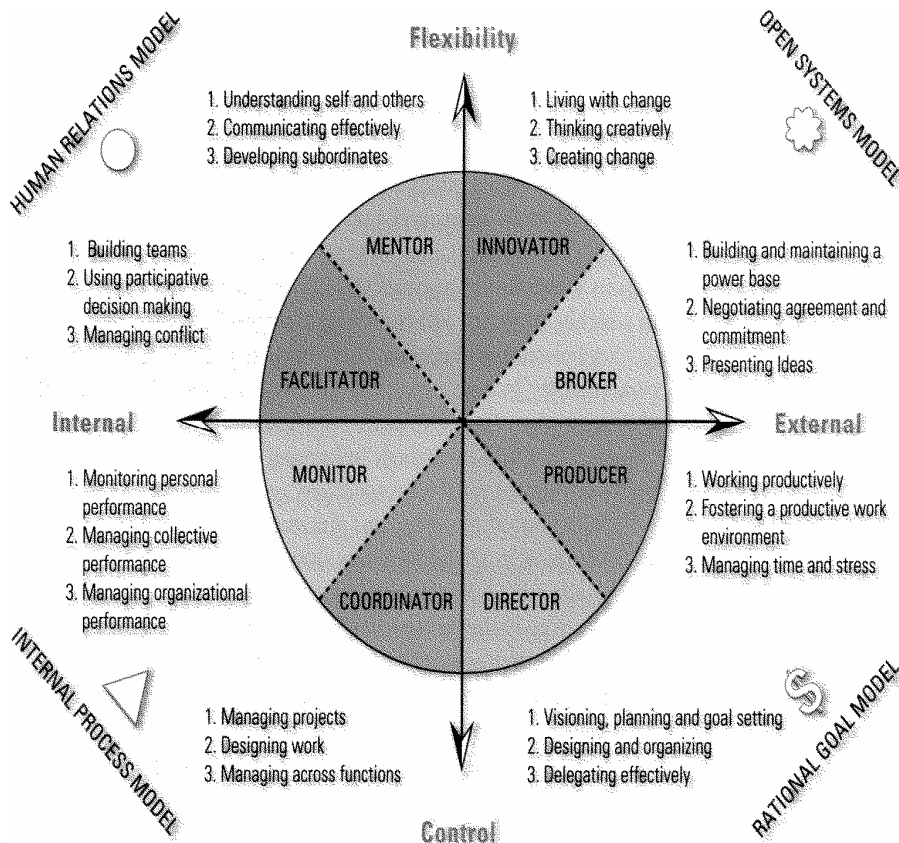 Flexibility
HUMAN RELATIONS MODEL
OPEN SYSTEMS MODEL
1. Understanding self and others
2. Communicating effectively
3. Developing subordinates
1. Living with change
2. Thinking creatively
3. Creating change
MENTOR
INNOVATOR
1. Building teams
2. Using participative
decision making
3. Managing conflict
1. Building and maintaining a
power base
2. Negotiating agreement and
commitment
3. Presenting Ideas
FACILITATOR
BROKER
Internal
External
MONITOR
PRODUCER
1. Monitoring personal
performance
2. Managing collective
performance
3. Managing organizational
performance
1. Working productively
2. Fostering a productive work
environment
3. Managing time and stress
COORDINATOR
DIRECTOR
INTERNAL PROCESS MODEL
$
RATIONAL GOAL MODEL
1. Managing projects
2. Designing work
3. Managing across functions
1. Visioning, planning and goal setting
2. Designing and organizing
3. Delegating effectively
Control